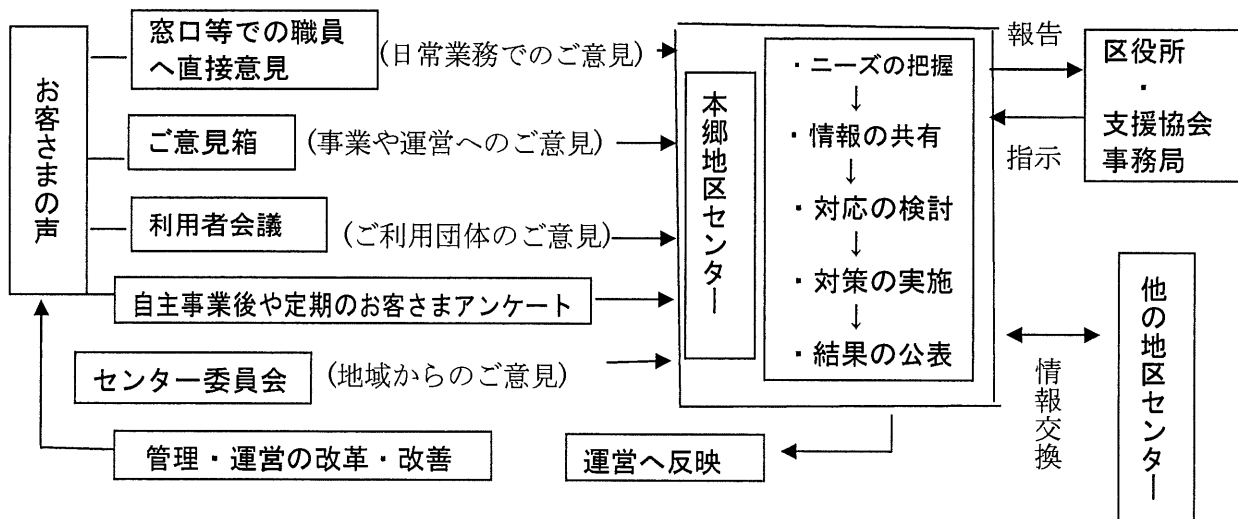 お客さまの声
窓口等での職員
へ直接意見
(日常業務でのご意見)
ご意見箱
(事業や運営へのご意見)
利用者会議
(ご利用団体のご意見)
自主事業後や定期のお客さまアンケート
センター委員会
(地域からのご意見)
管理・運営の改革・改善
運営へ反映
本郷地区センター
・ニーズの把握
↓
・情報の共有
↓
・対応の検討
↓
・対策の実施
↓
・結果の公表
報告
指示
区役所
・
支援協会
事務局
情報交換
他の地区センター